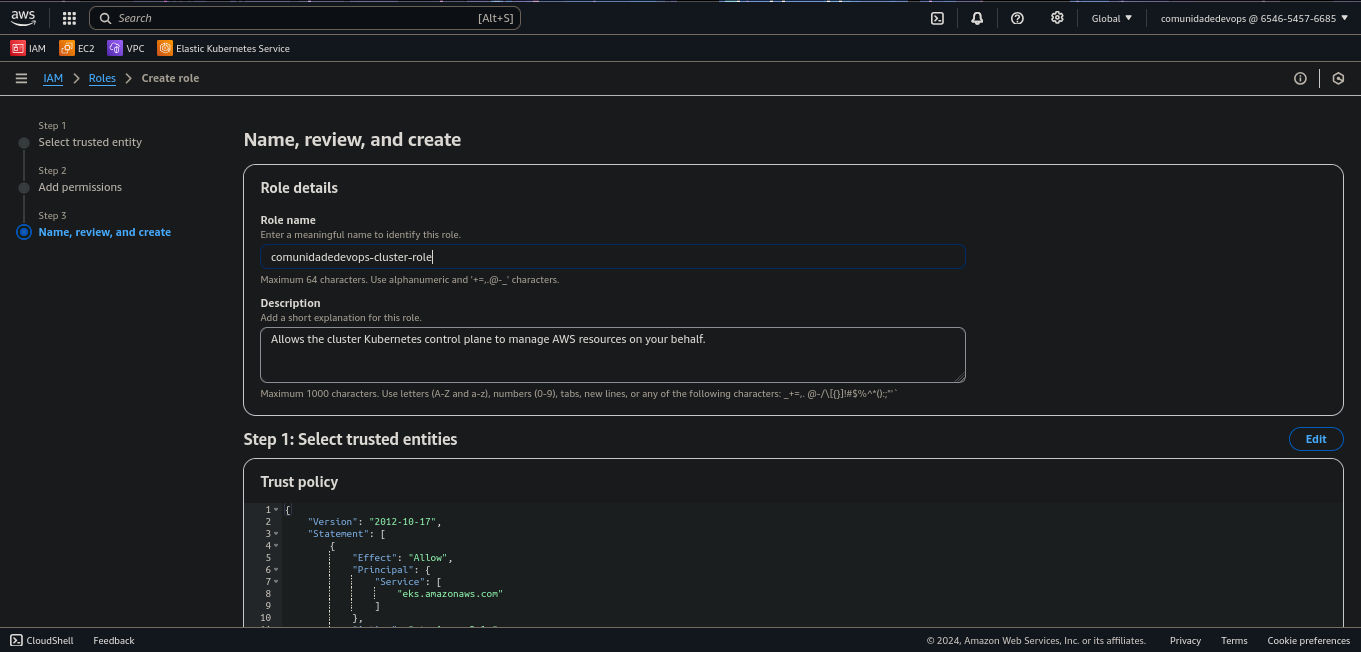 aws
Search
[Alt+S]
Global
comunidadedevops @ 6546-5457-6685
IAM
EC2
VPC
Elastic Kubernetes Service
IAM
Roles
Create role
Step 1
Select trusted entity
Step 2
Add permissions
Step 3
Name, review, and create
Name, review, and create
Role details
Role name
Enter a meaningful name to identify this role.
comunidadedevops-cluster-role
Maximum 64 characters. Use alphanumeric and '+=,.@-_' characters.
Description
Add a short explanation for this role.
Allows the cluster Kubernetes control plane to manage AWS resources on your behalf.
Maximum 1000 characters. Use letters (A-Z and a-z), numbers (0-9), tabs, new lines, or any of the following characters: _+=,. @-/\[{}]!#$%^*();:"'`
Step 1: Select trusted entities
Edit
Trust policy
1 {
2 "Version": "2012-10-17",
3 "Statement": [
4 {
5 "Effect": "Allow",
6 "Principal": {
7 "Service": [
8 "eks.amazonaws.com"
9 ]
10 },
CloudShell
Feedback
© 2024, Amazon Web Services, Inc. or its affiliates.
Privacy
Terms
Cookie preferences